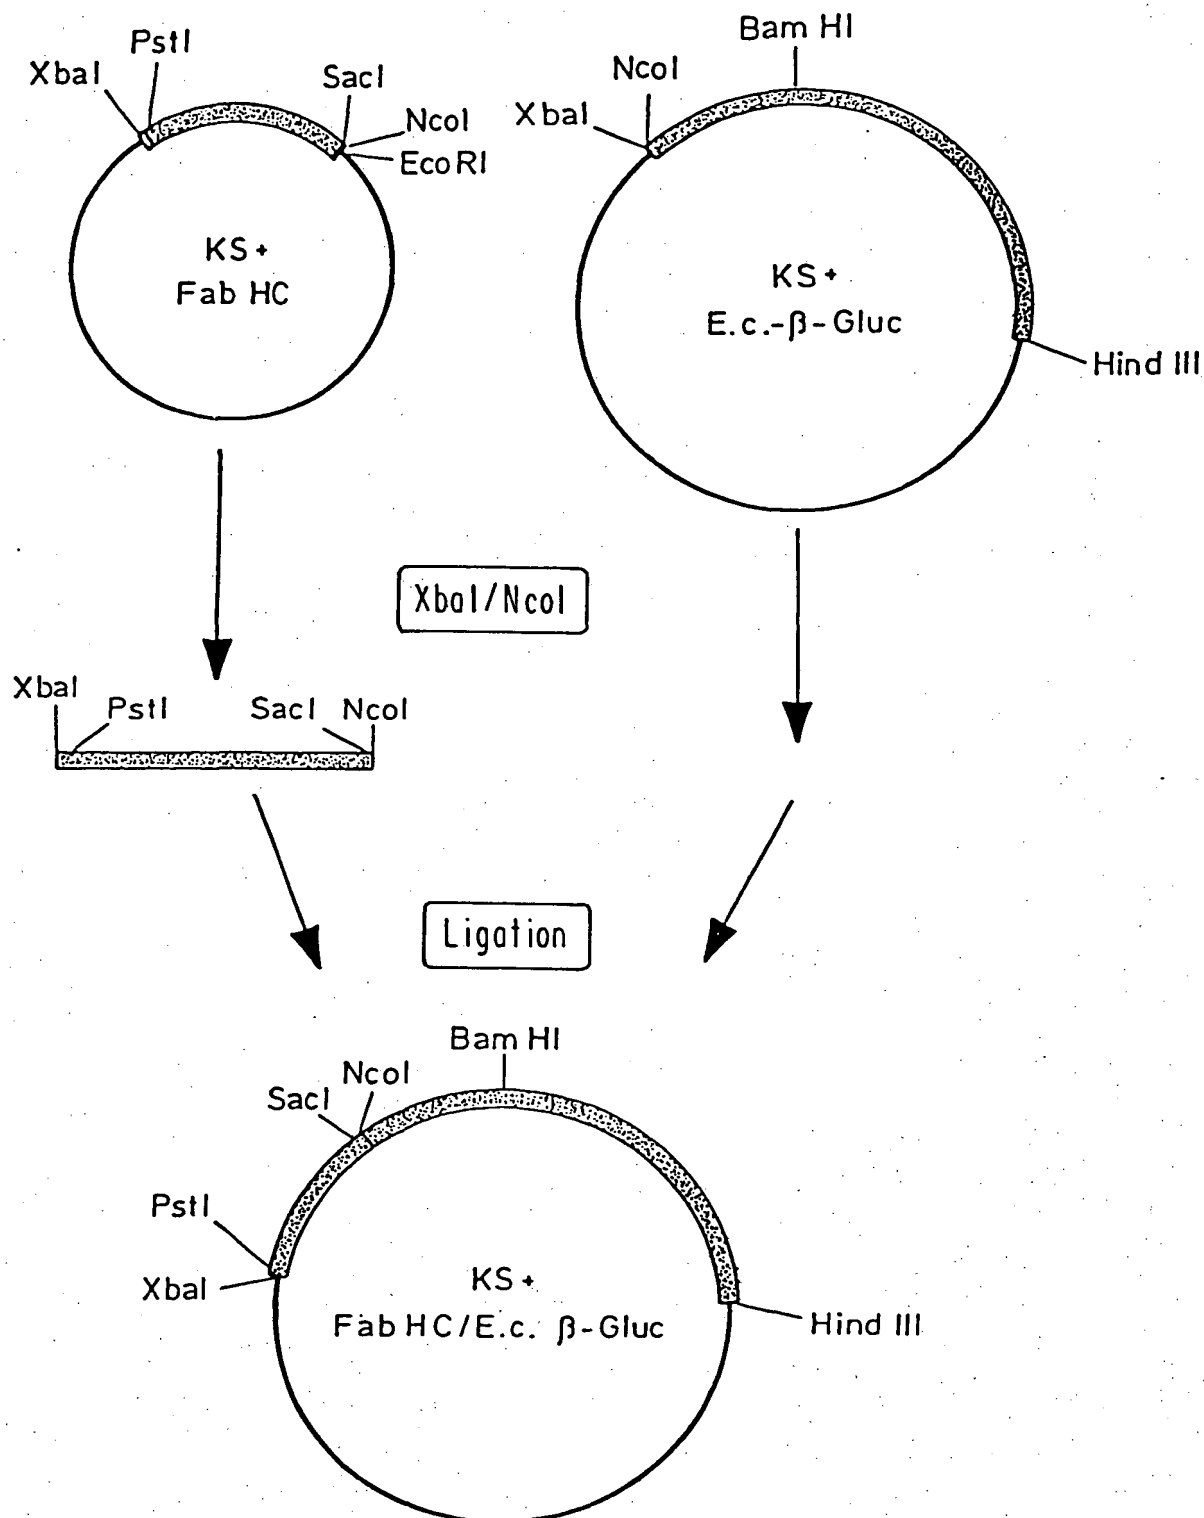 PstI
XbaI
SacI
NcoI
EcoRI
KS+
Fab HC
Bam HI
NcoI
XbaI
KS+
E.c.-β-Gluc
Hind III
XbaI/NcoI
XbaI
PstI
SacI
NcoI
Ligation
Bam HI
NcoI
SacI
PstI
XbaI
KS+
Fab HC/E.c. β-Gluc
Hind III